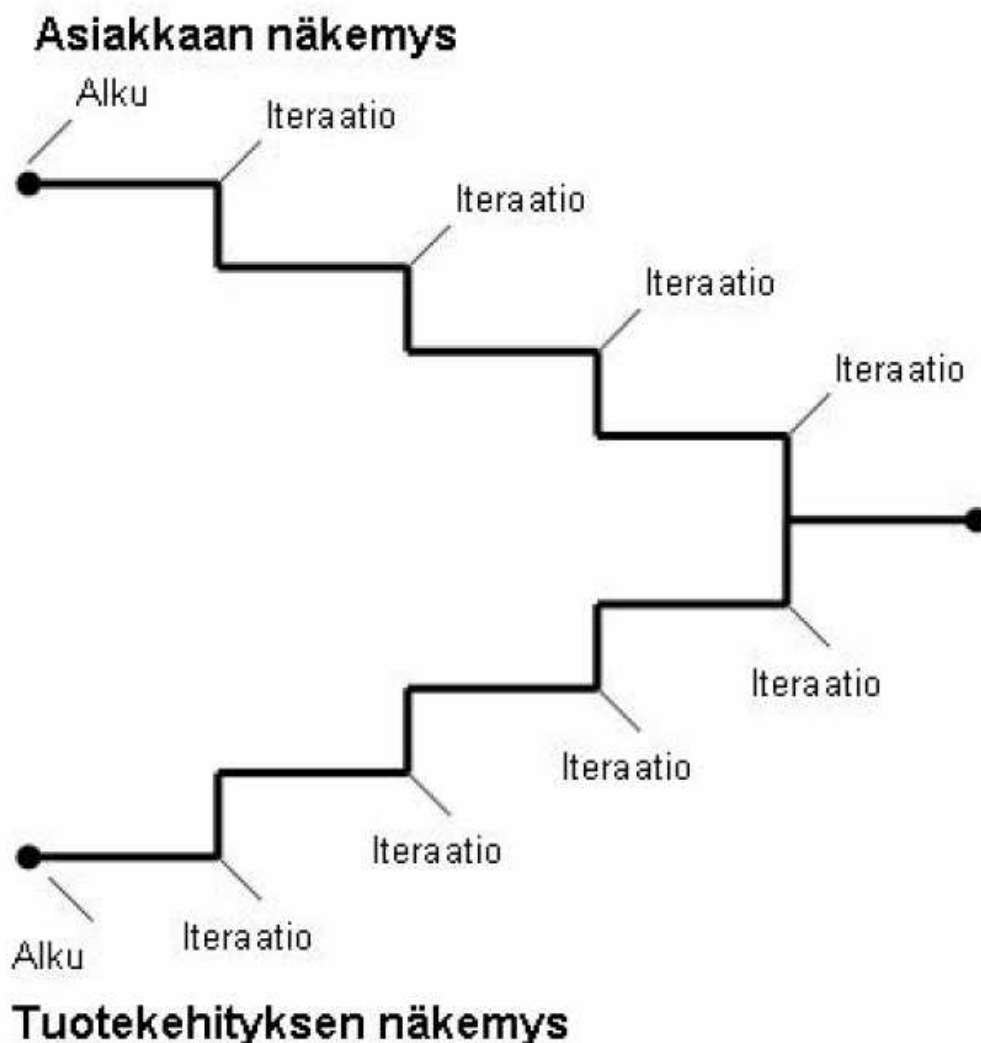 Asiakkaan näkemys
Alku
Iteraatio
Iteraatio
Iteraatio
Iteraatio
Iteraatio
Iteraatio
Iteraatio
Iteraatio
Alku
Tuotekehityksen näkemys